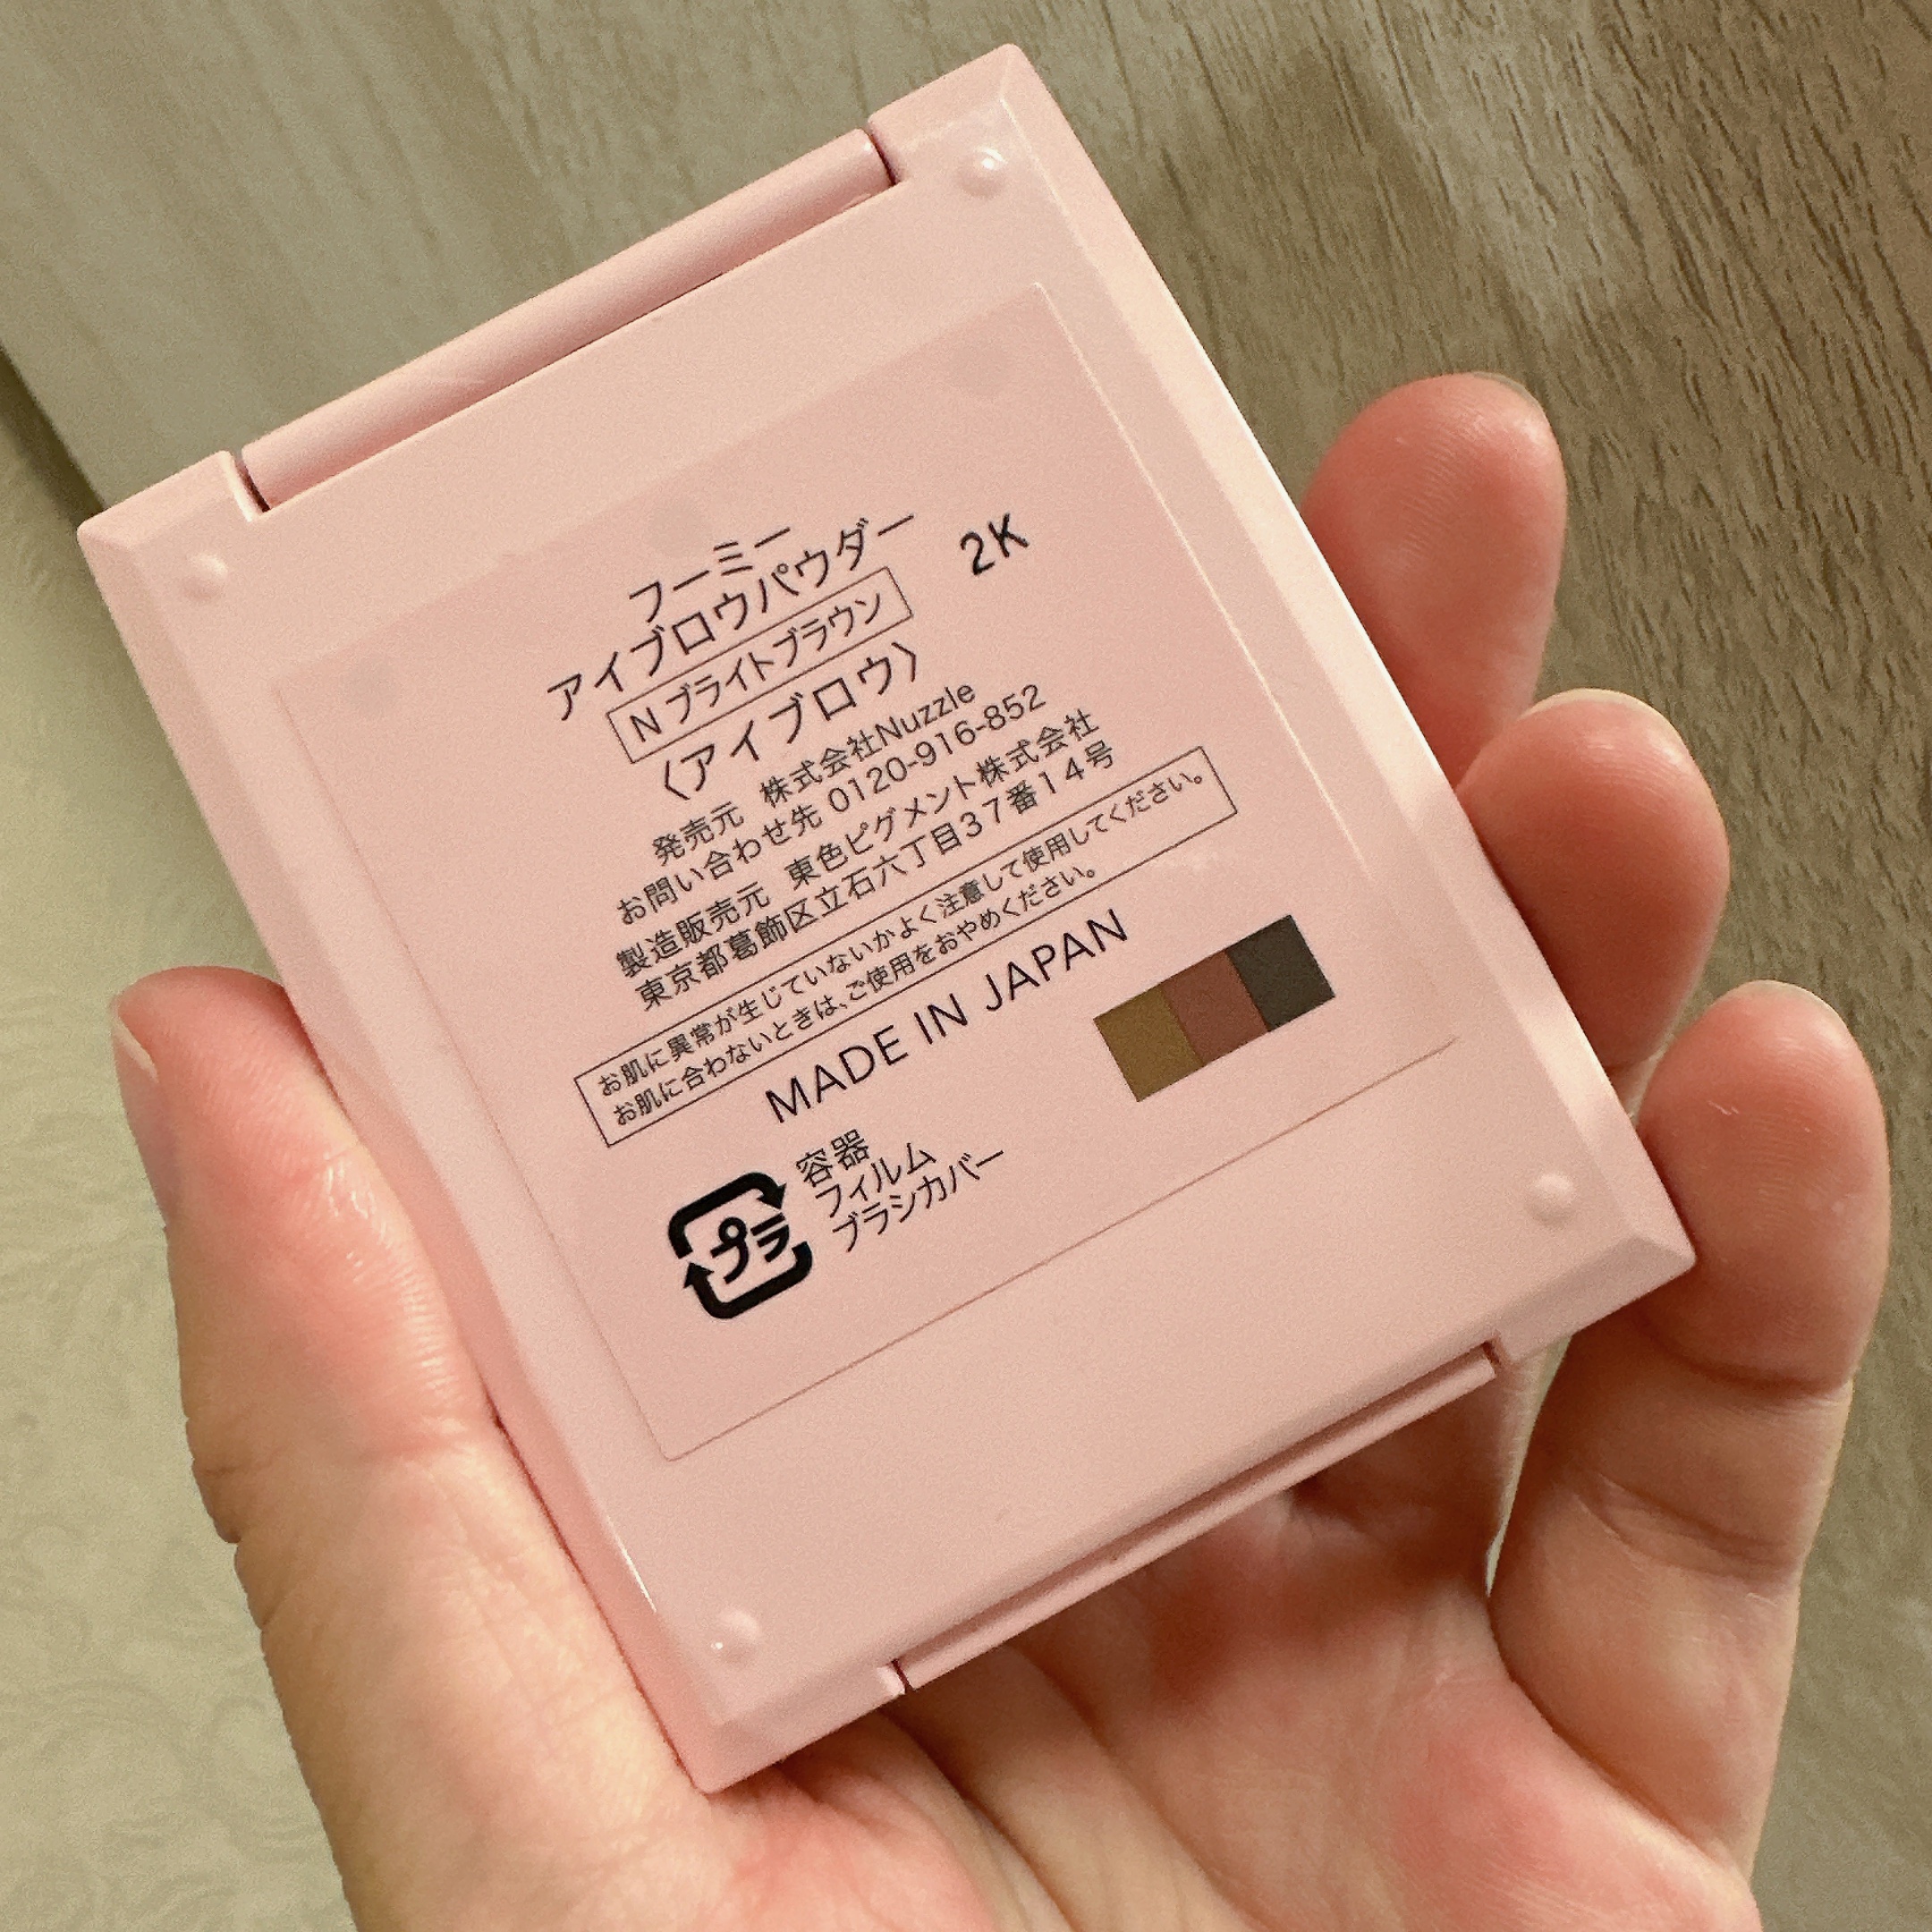 フーミー
アイブロウパウダー
2K
N ブライトブラウン
〈アイブロウ〉
発売元 株式会社Nuzzle
お問い合わせ先 0120-916-852
製造販売元 東色ピグメント株式会社
東京都葛飾区立石六丁目37番14号
お肌に異常が生じていないかよく注意して使用してください。
お肌に合わないときは、ご使用をおやめください。
MADE IN JAPAN
プラ
容器
フィルム
ブラシカバー